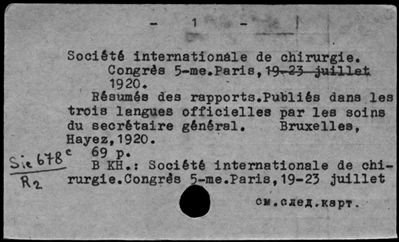 - 1 -
Société internationale de chirurgie.
Congrès 5-me.Paris,19-23 juillet
1920.
Résumés des rapports.Publiés dans les
trois langues officielles par les soins
du secrétaire général. Bruxelles,
Hayez,1920.
69 p.
Sie 678 c
R2
В КН.: Société internationale de chi-
rurgie.Congrès 5-me.Paris,19-23 juillet
см.след.карт.